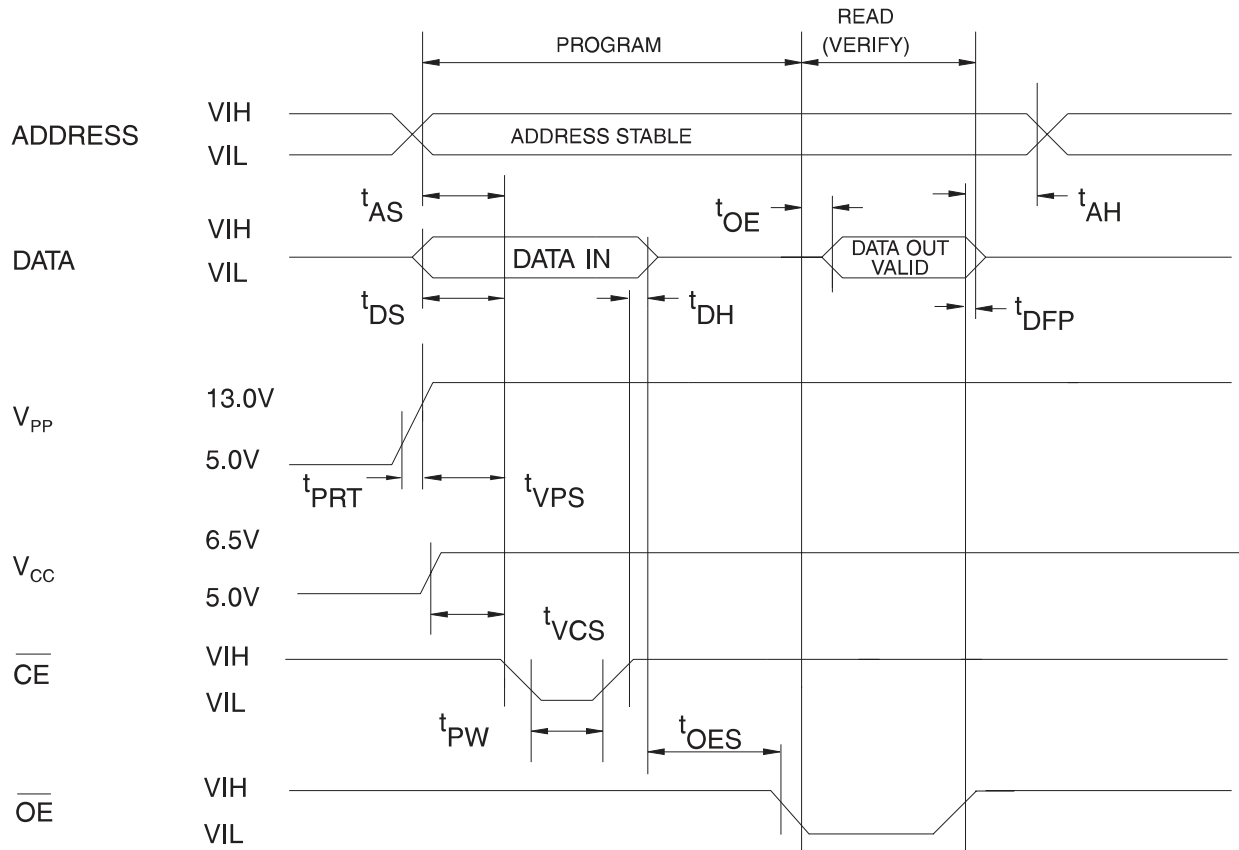 READ
PROGRAM (VERIFY)
VIH
ADDRESS ADDRESS STABLE
VIL
tAS tOE tAH
VIH
DATA DATA IN DATA OUT VALID
VIL
tDS tDH tDFP
13.0V
VPP
5.0V
tPRT tVPS
6.5V
VCC
5.0V
tVCS
VIH
CE
VIL
tPW tOES
VIH
OE
VIL